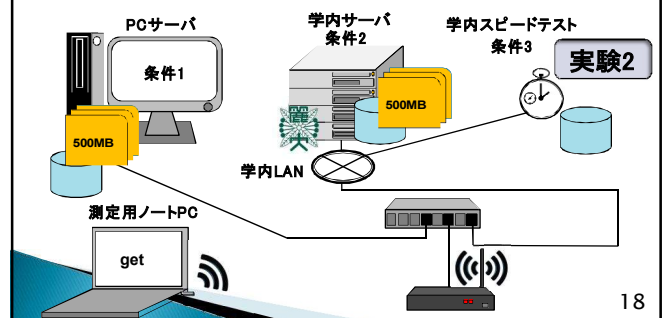 PCサーバ
条件1
500MB
学内サーバ
条件2
500MB
麗大
学内スピードテスト
条件3
実験2
学内LAN
測定用ノートPC
get
18